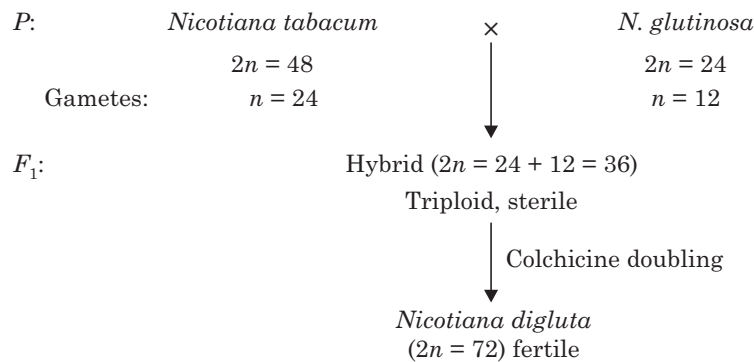 P: Nicotiana tabacum × N. glutinosa
2n = 48 2n = 24
Gametes: n = 24 n = 12
F1: Hybrid (2n = 24 + 12 = 36)
Triploid, sterile
Colchicine doubling
Nicotiana digluta
(2n = 72) fertile